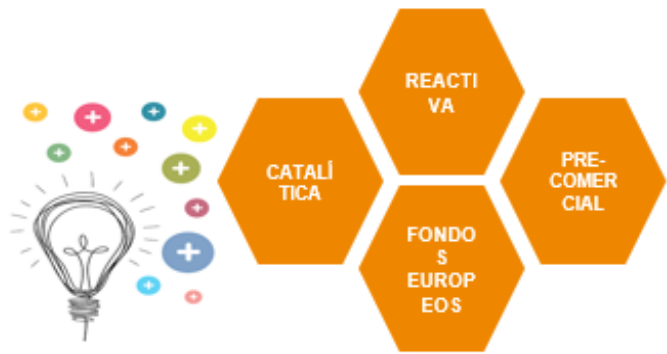 REACTI
VA
CATALÍ
TICA
PRE-
COMER
CIAL
FONDO
S
EUROP
EOS